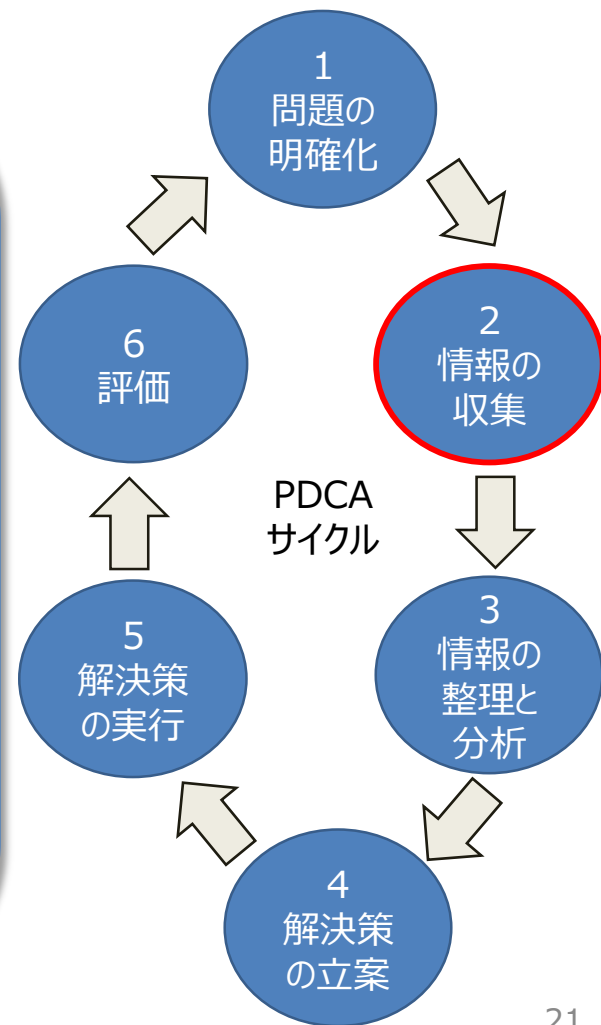 1
問題の
明確化
2
情報の
収集
3
情報の
整理と
分析
4
解決策
の立案
5
解決策
の実行
6
評価
PDCA
サイクル
21